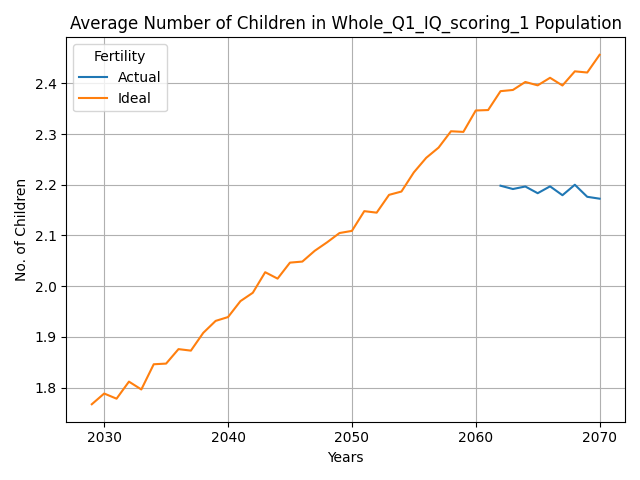 Average Number of Children in Whole_Q1_IQ_scoring_1 Population
Fertility
Actual
Ideal
No. of Children
2.4
2.3
2.2
2.1
2.0
1.9
1.8
2030 2040 2050 2060 2070
Years